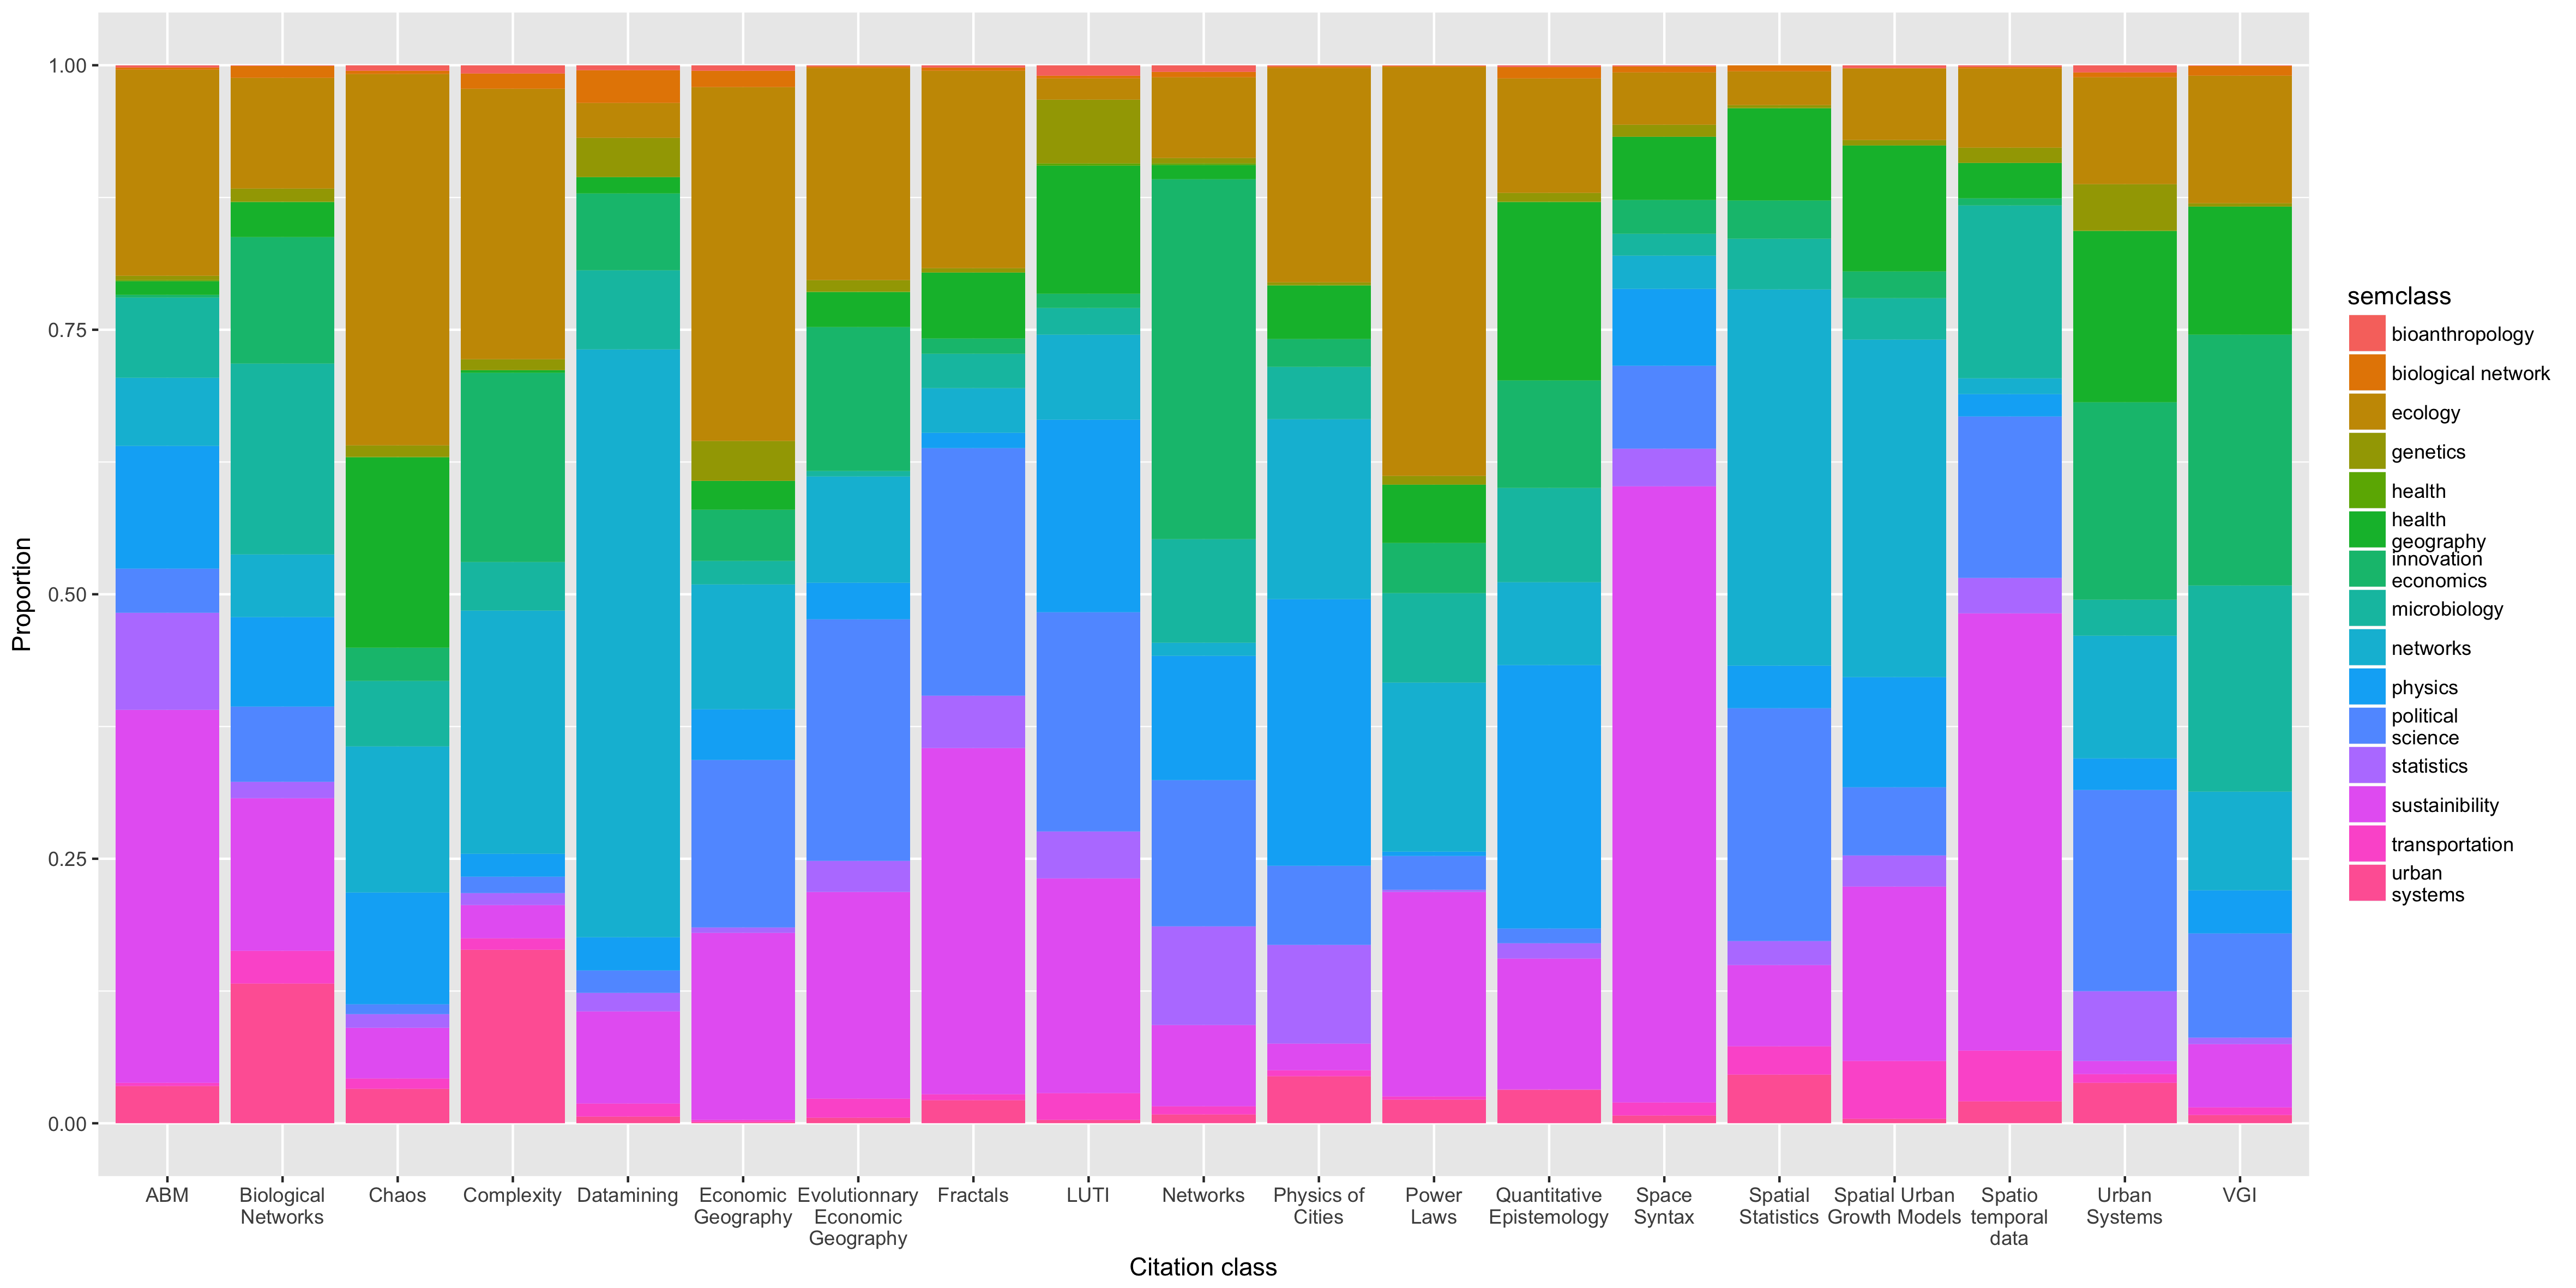 1.00
0.75
0.50
0.25
0.00
Proportion
ABM
Biological
Networks
Chaos
Complexity
Datamining
Economic
Geography
Evolutionnary
Economic
Geography
Fractals
LUTI
Networks
Physics of
Cities
Power
Laws
Quantitative
Epistemology
Space
Syntax
Spatial
Statistics
Spatial Urban
Growth Models
Spatio
temporal
data
Urban
Systems
VGI
Citation class
semclass
bioanthropology
biological network
ecology
genetics
health
health
geography
innovation
economics
microbiology
networks
physics
political
science
statistics
sustainibility
transportation
urban
systems